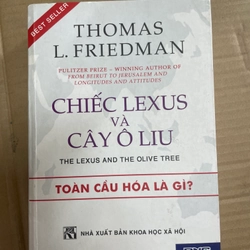 BEST SELLER
THOMAS
L. FRIEDMAN
PULITZER PRIZE – WINNING AUTHOR OF
FROM BEIRUT TO JERUSALEM AND
LONGITUDES AND ATTITUDES
CHIẾC LEXUS
VÀ
CÂY Ô LIU
THE LEXUS AND THE OLIVE TREE
TOÀN CẦU HÓA LÀ GÌ?
NHÀ XUẤT BẢN KHOA HỌC XÃ HỘI